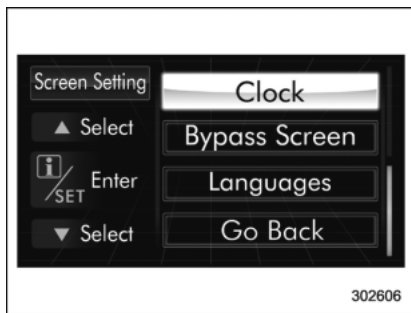 Screen Setting
Clock
▲ Select
Bypass Screen
i/SET Enter
Languages
▼ Select
Go Back
302606